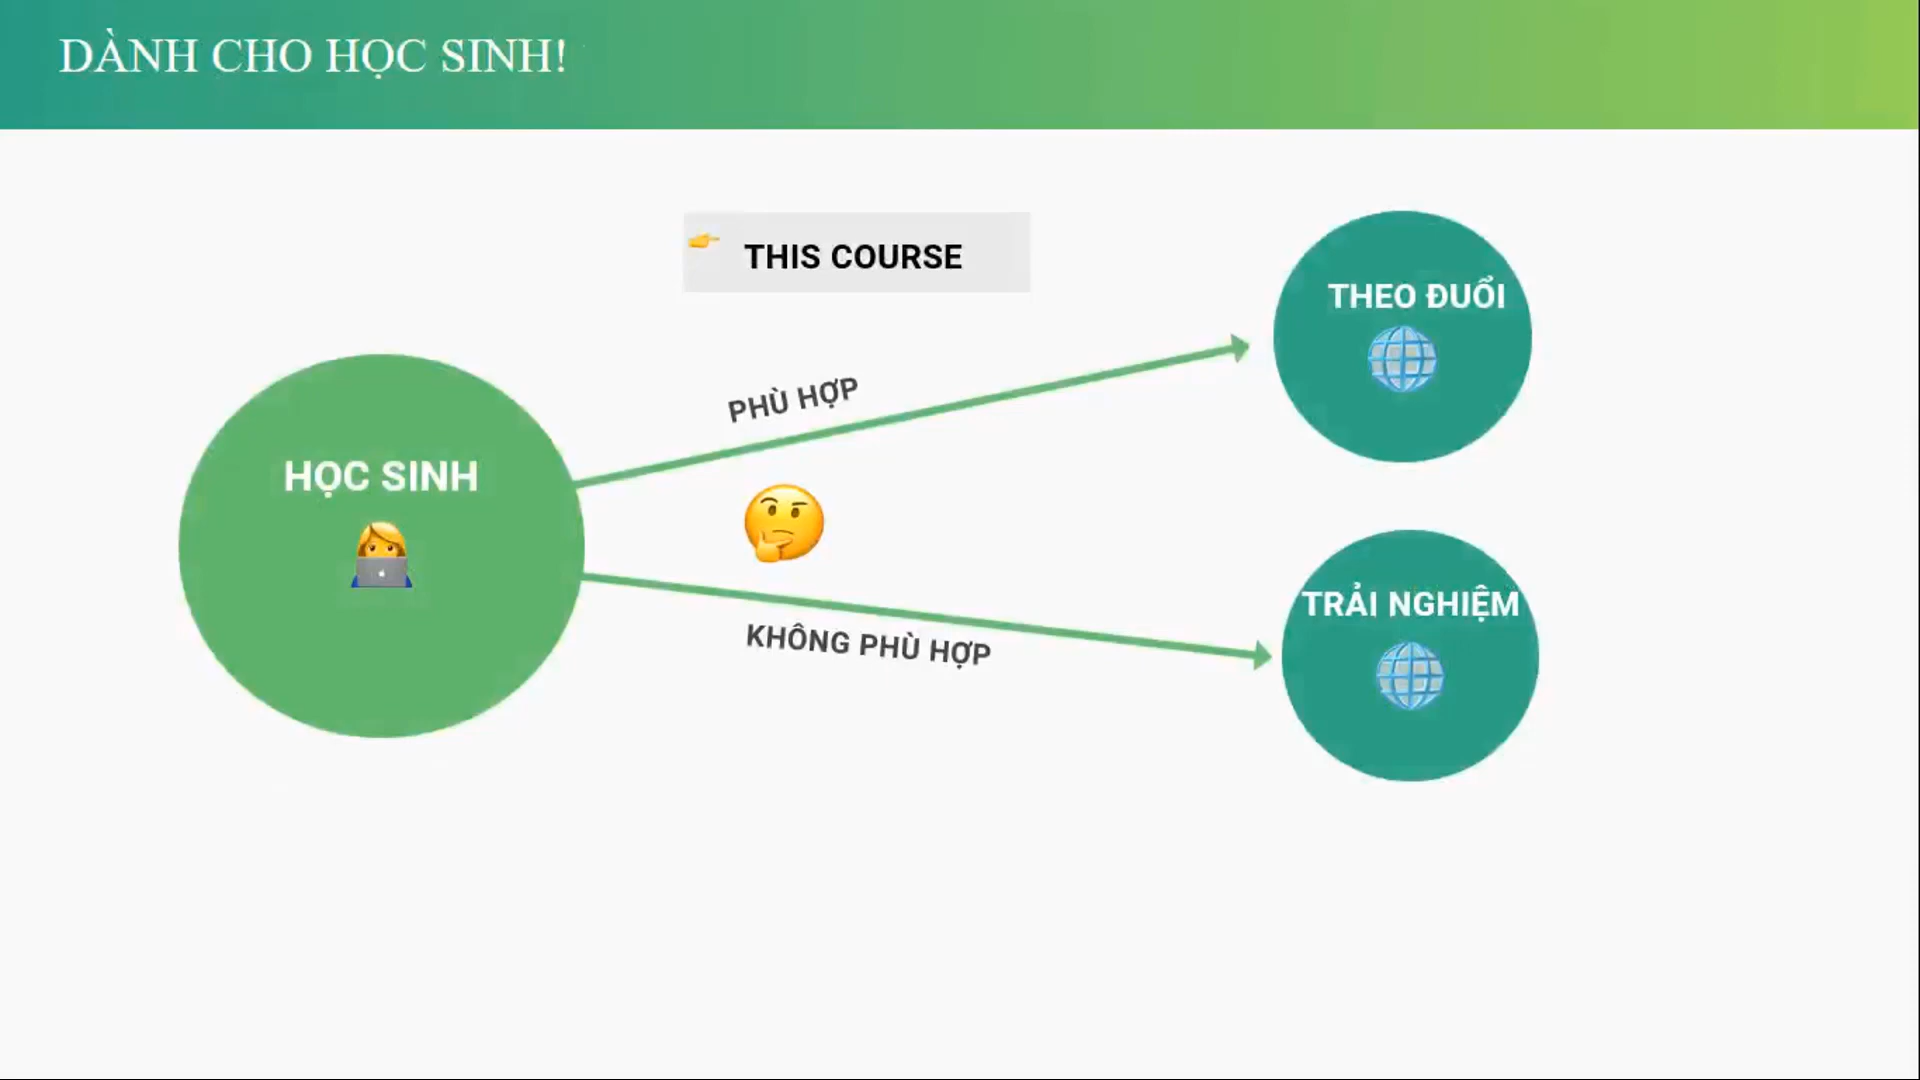 DÀNH CHO HỌC SINH!
THIS COURSE
THEO ĐUỔI
PHÙ HỢP
HỌC SINH
KHÔNG PHÙ HỢP
TRẢI NGHIỆM